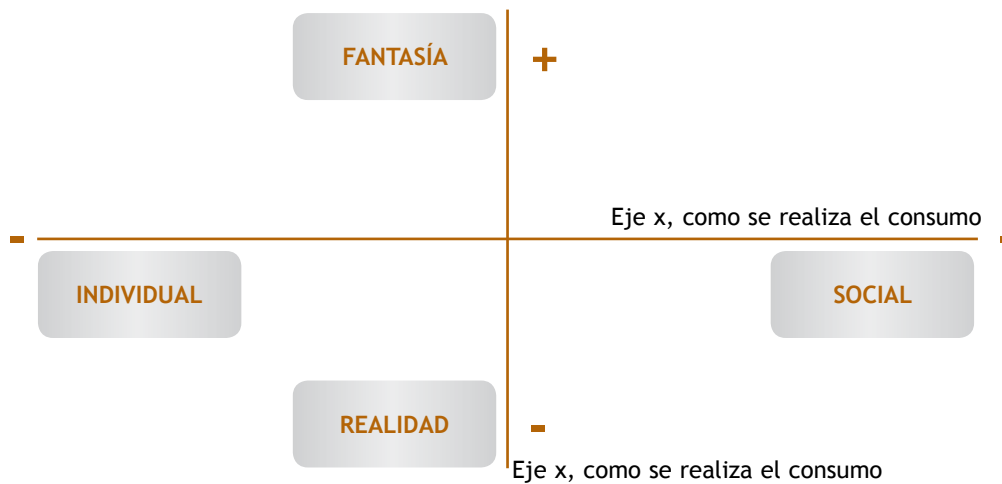 FANTASÍA
+
Eje x, como se realiza el consumo
-
INDIVIDUAL
SOCIAL
REALIDAD
-
Eje x, como se realiza el consumo